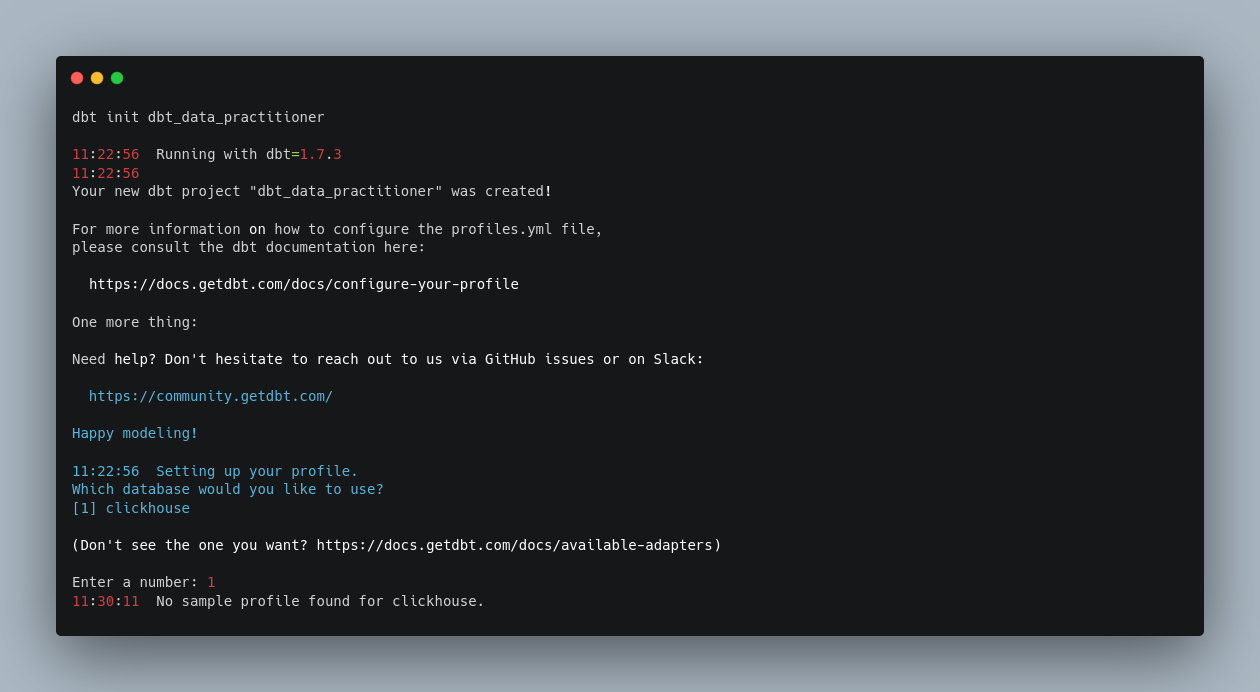 dbt init dbt_data_practitioner
11:22:56  Running with dbt=1.7.3
11:22:56
Your new dbt project "dbt_data_practitioner" was created!
For more information on how to configure the profiles.yml file,
please consult the dbt documentation here:
https://docs.getdbt.com/docs/configure-your-profile
One more thing:
Need help? Don't hesitate to reach out to us via GitHub issues or on Slack:
https://community.getdbt.com/
Happy modeling!
11:22:56  Setting up your profile.
Which database would you like to use?
[1] clickhouse
(Don't see the one you want? https://docs.getdbt.com/docs/available-adapters)
Enter a number: 1
11:30:11  No sample profile found for clickhouse.